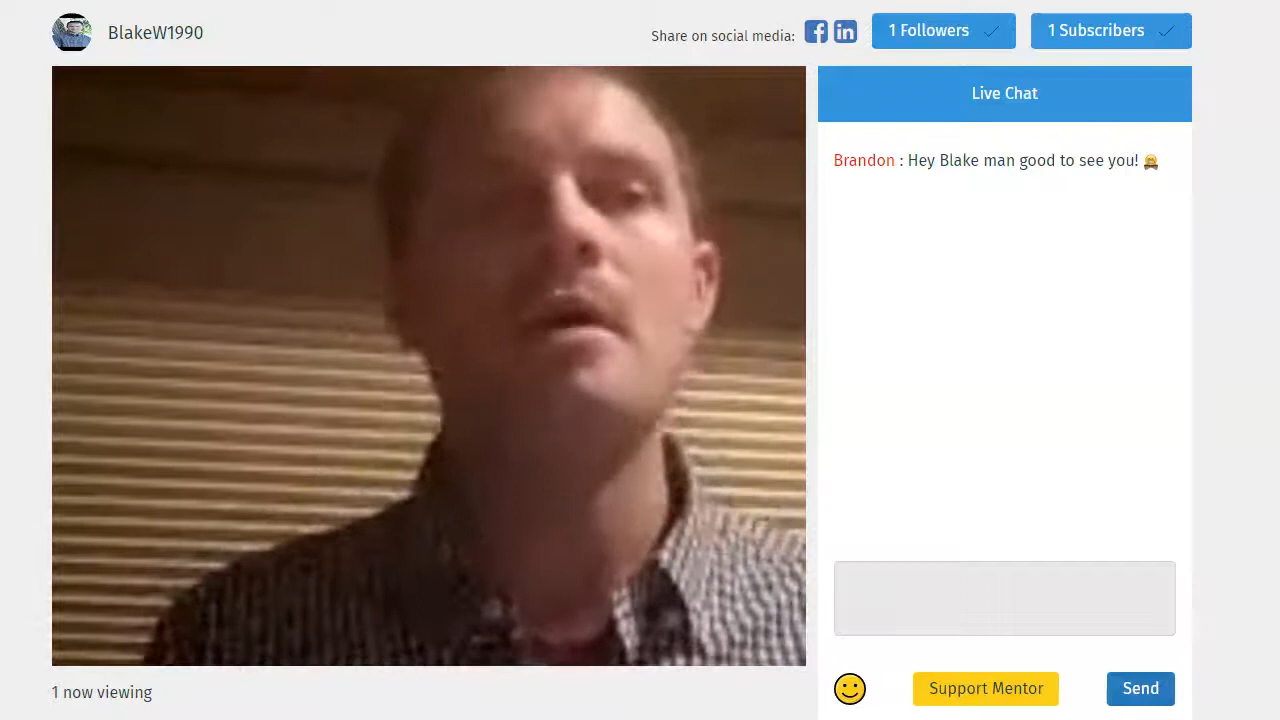 BlakeW1990
Share on social media:
1 Followers
1 Subscribers
Live Chat
Brandon : Hey Blake man good to see you!
1 now viewing
Support Mentor
Send